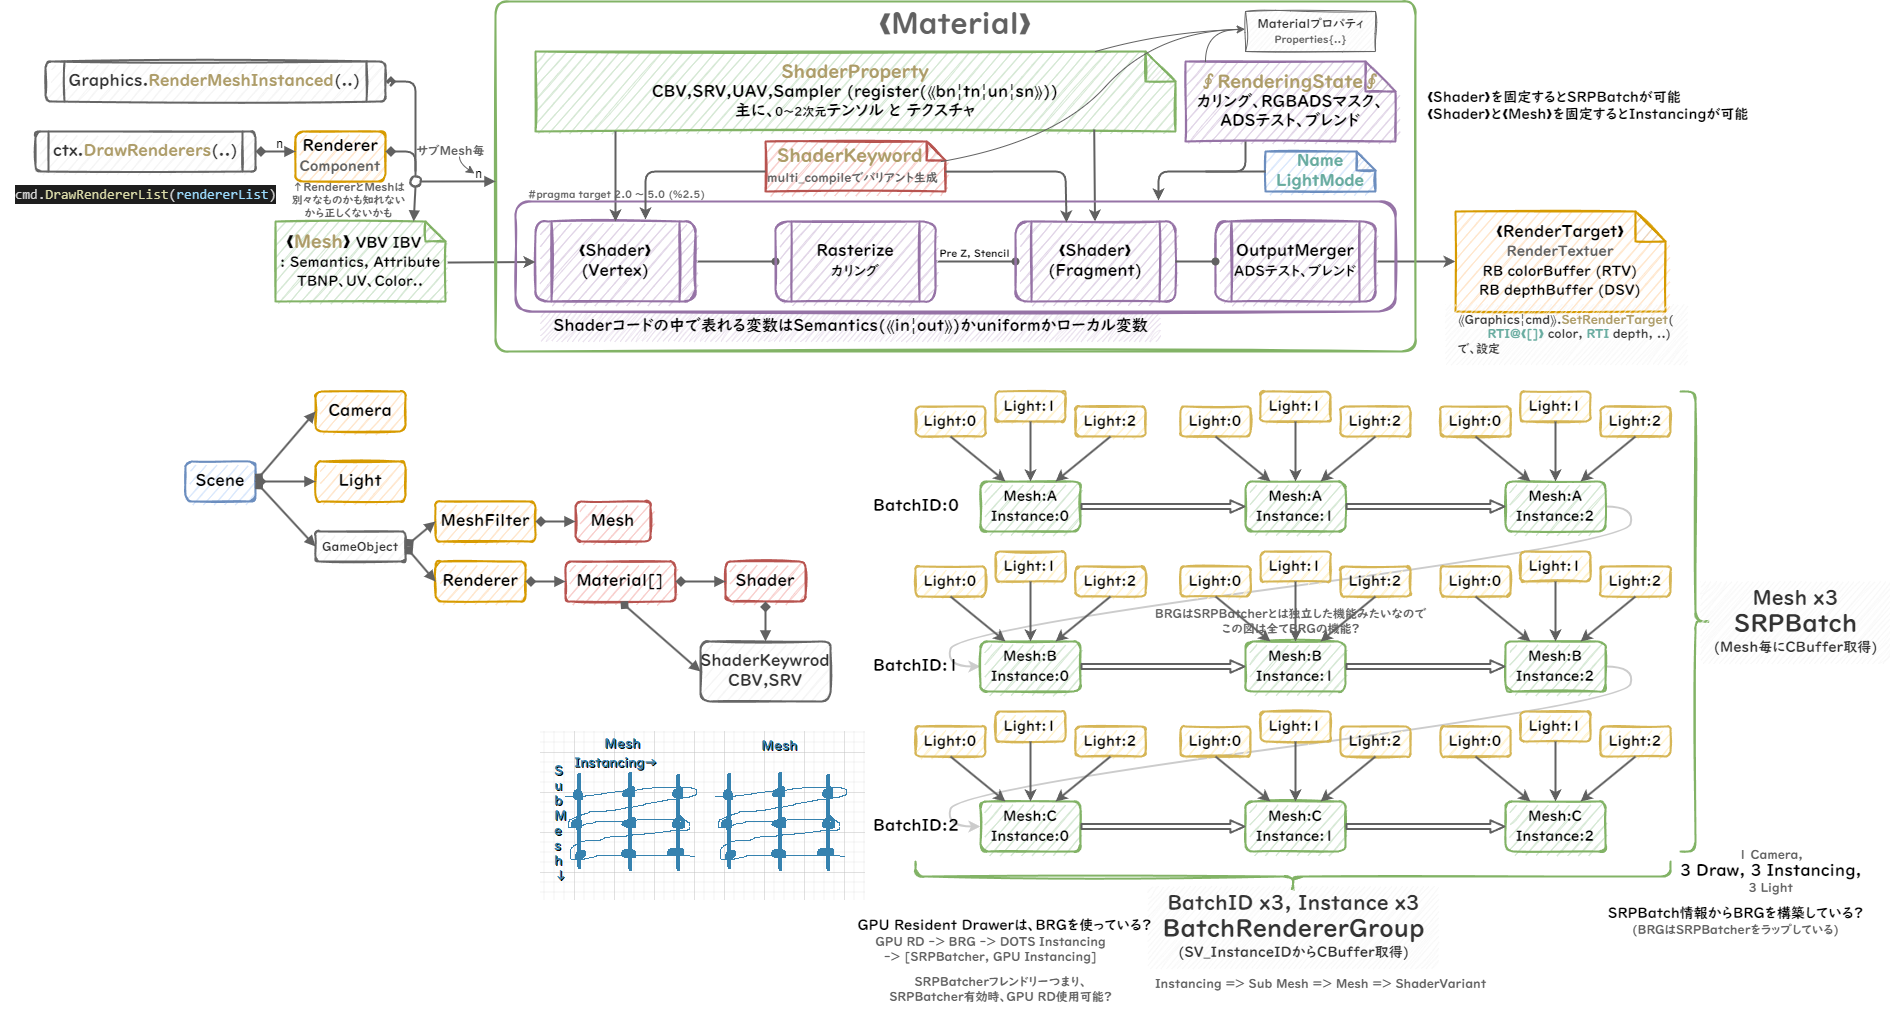 《Material》
Materialプロパティ
Properties{..}
ShaderProperty
CBV,SRV,UAV,Sampler (register(⟪bn¦tn¦un¦sn⟫))
主に、0～2次元テンソル と テクスチャ
∮RenderingState∮
カリング、RGBADSマスク、
ADSテスト、ブレンド
《Shader》を固定するとSRPBatchが可能
《Shader》と《Mesh》を固定するとInstancingが可能
Graphics.RenderMeshInstanced(..)
ctx.DrawRenderers(..)
n
Renderer
Component
サブMesh毎
n
cmd.DrawRendererList(rendererList)
↑RendererとMeshは
別々なものかも知れない
から正しくないかも
ShaderKeyword
multi_compileでバリアント生成
Name
LightMode
#pragma target 2.0 ～ 5.0 (%2.5)
《Mesh》 VBV IBV
: Semantics, Attribute
TBNP、UV、Color..
《Shader》
(Vertex)
Rasterize
カリング
Pre Z, Stencil
《Shader》
(Fragment)
OutputMerger
ADSテスト、ブレンド
《RenderTarget》
RenderTextuer
RB colorBuffer (RTV)
RB depthBuffer (DSV)
Shaderコードの中で表れる変数はSemantics(⟪in¦out⟫)かuniformかローカル変数
⟪Graphics¦cmd⟫.SetRenderTarget(
RTI@《[]》 color, RTI depth, ..)
で、設定
Scene
Camera
Light
GameObject
MeshFilter
Mesh
Renderer
Material[]
Shader
ShaderKeywrod
CBV,SRV
Mesh
Instancing→
Mesh
SubMesh↓
Light:0
Light:1
Light:2
Light:0
Light:1
Light:2
Light:0
Light:1
Light:2
BatchID:0
Mesh:A
Instance:0
Mesh:A
Instance:1
Mesh:A
Instance:2
Light:0
Light:1
Light:2
Light:0
Light:1
Light:2
Light:0
Light:1
Light:2
BRGはSRPBatcherとは独立した機能みたいなので
この図は全てBRGの機能?
BatchID:1
Mesh:B
Instance:0
Mesh:B
Instance:1
Mesh:B
Instance:2
Light:0
Light:1
Light:2
Light:0
Light:1
Light:2
Light:0
Light:1
Light:2
BatchID:2
Mesh:C
Instance:0
Mesh:C
Instance:1
Mesh:C
Instance:2
Mesh x3
SRPBatch
(Mesh毎にCBuffer取得)
1 Camera,
3 Draw, 3 Instancing,
3 Light
BatchID x3, Instance x3
BatchRendererGroup
(SV_InstanceIDからCBuffer取得)
SRPBatch情報からBRGを構築している?
(BRGはSRPBatcherをラップしている)
GPU Resident Drawerは、BRGを使っている?
GPU RD -> BRG -> DOTS Instancing
-> [SRPBatcher, GPU Instancing]
SRPBatcherフレンドリーつまり、
SRPBatcher有効時、GPU RD使用可能?
Instancing => Sub Mesh => Mesh => ShaderVariant